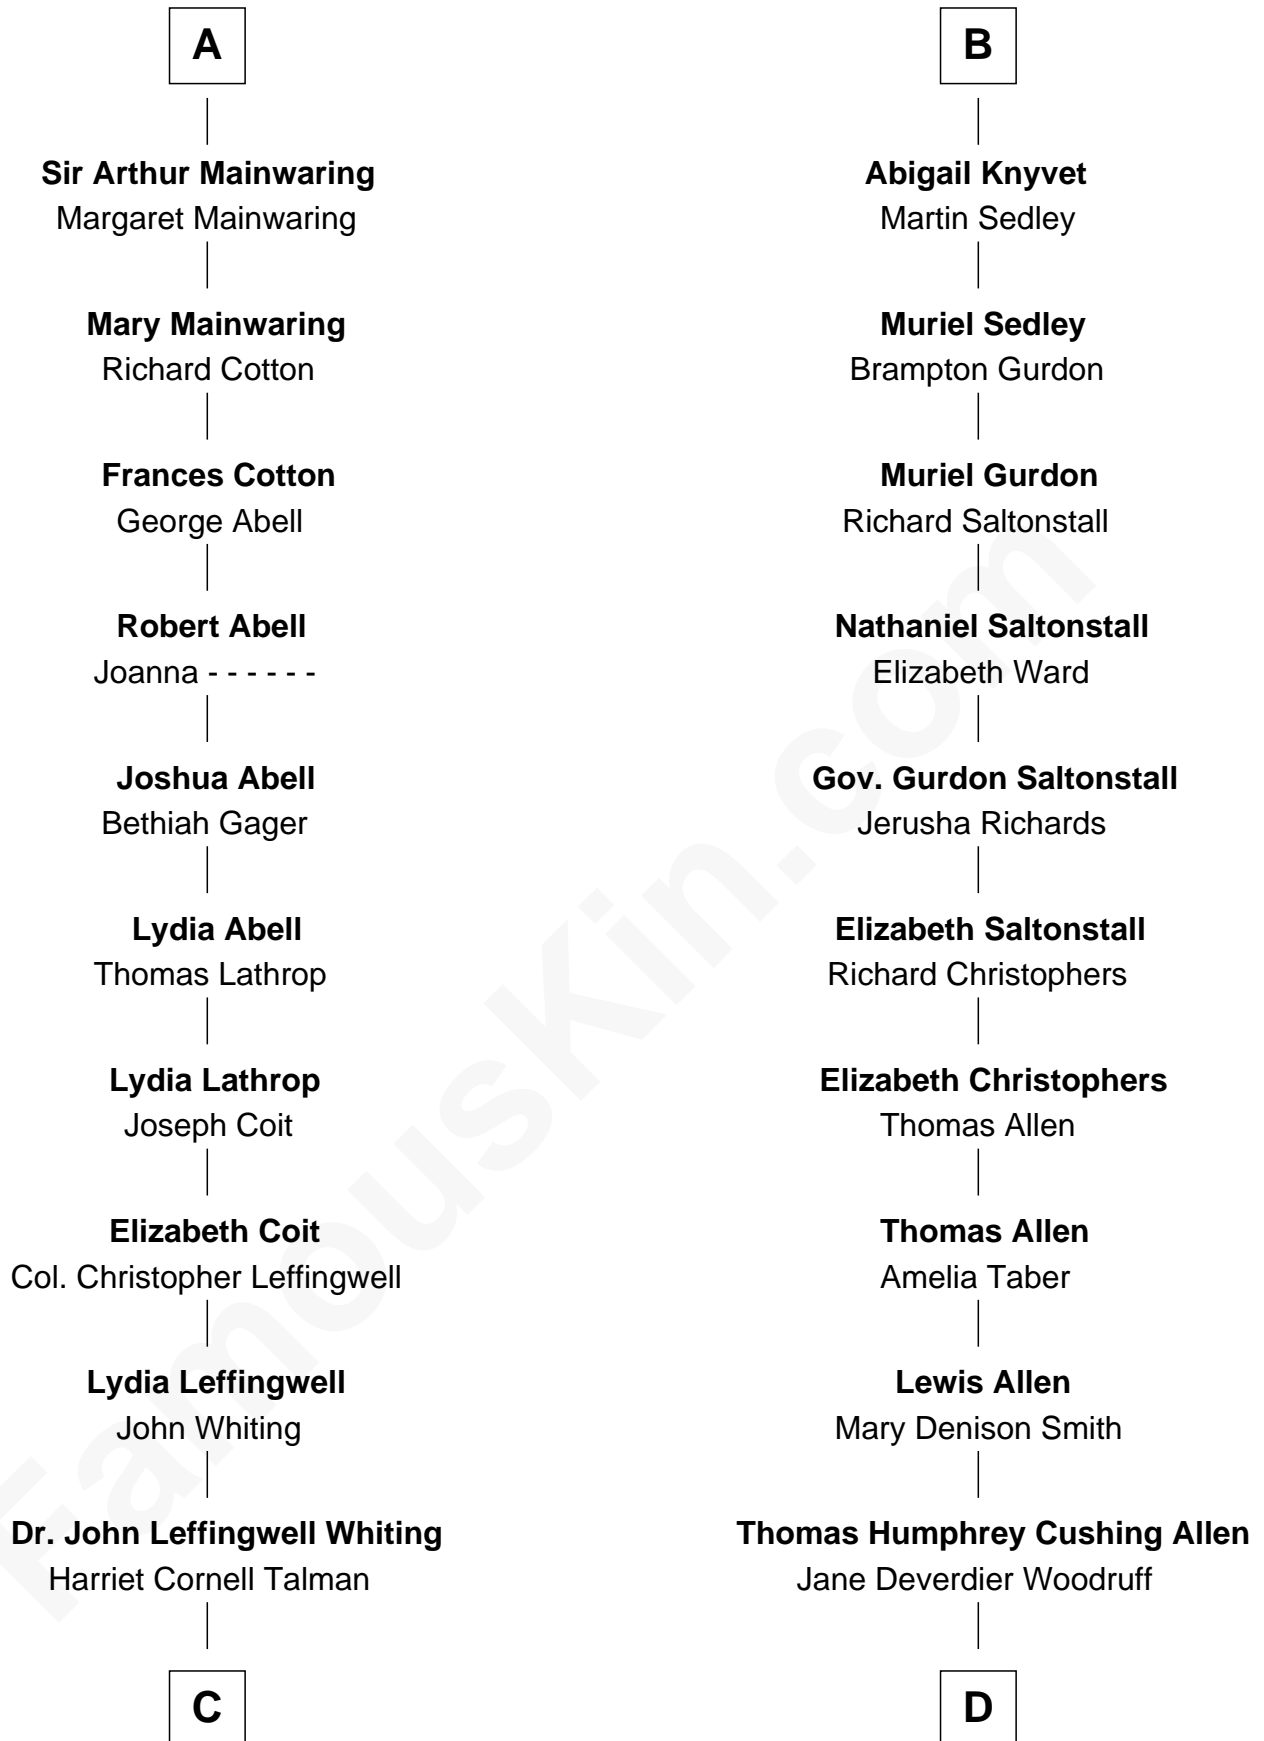 A
Sir Arthur Mainwaring
Margaret Mainwaring
Mary Mainwaring
Richard Cotton
Frances Cotton
George Abell
Robert Abell
Joanna - - - - - -
Joshua Abell
Bethiah Gager
Lydia Abell
Thomas Lathrop
Lydia Lathrop
Joseph Coit
Elizabeth Coit
Col. Christopher Leffingwell
Lydia Leffingwell
John Whiting
Dr. John Leffingwell Whiting
Harriet Cornell Talman
C
B
Abigail Knyvet
Martin Sedley
Muriel Sedley
Brampton Gurdon
Muriel Gurdon
Richard Saltonstall
Nathaniel Saltonstall
Elizabeth Ward
Gov. Gurdon Saltonstall
Jerusha Richards
Elizabeth Saltonstall
Richard Christophers
Elizabeth Christophers
Thomas Allen
Thomas Allen
Amelia Taber
Lewis Allen
Mary Denison Smith
Thomas Humphrey Cushing Allen
Jane Deverdier Woodruff
D
FamousKin.com